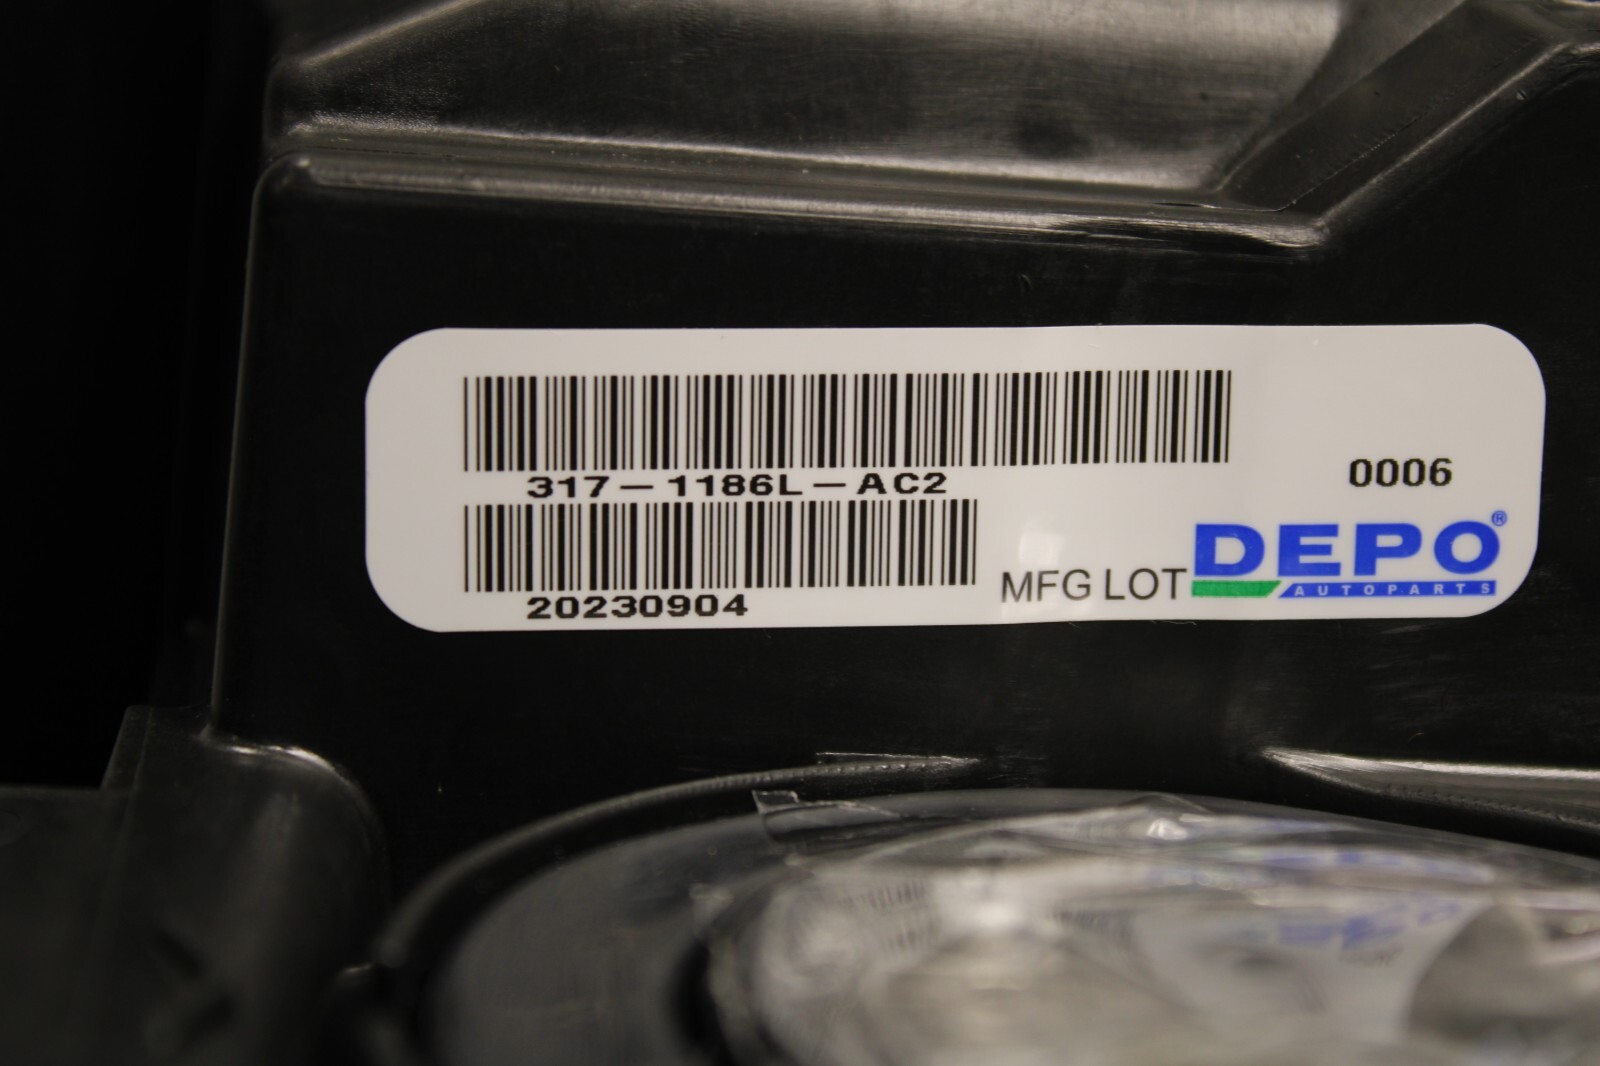 317-1186L-AC2
0006
20230904
MFG LOT
DEPO®
AUTOPARTS